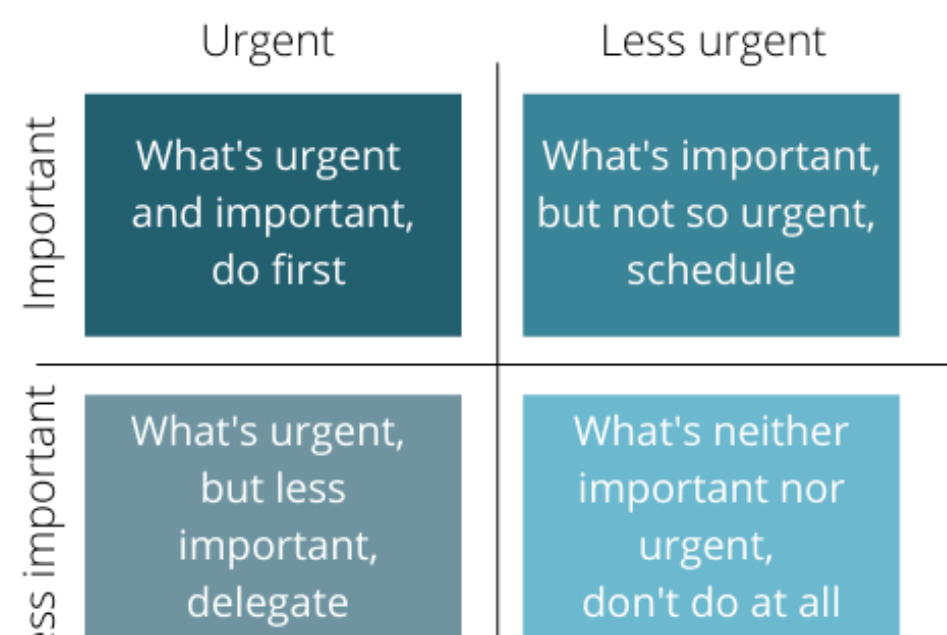 Urgent
Less urgent
Important
What's urgent
and important,
do first
What's important,
but not so urgent,
schedule
important
What's urgent,
but less
important,
delegate
What's neither
important nor
urgent,
don't do at all